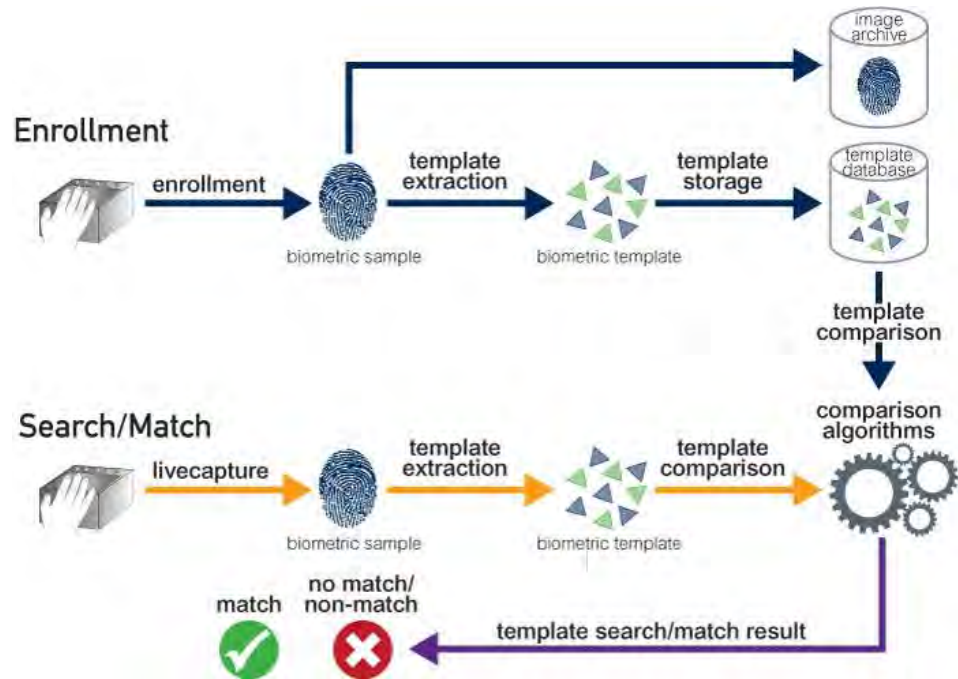 image
archive
Enrollment
enrollment
template
extraction
template
storage
template
database
biometric sample
biometric template
template
comparison
Search/Match
livecapture
template
extraction
template
comparison
comparison
algorithms
biometric sample
biometric template
match
no match/
non-match
template search/match result